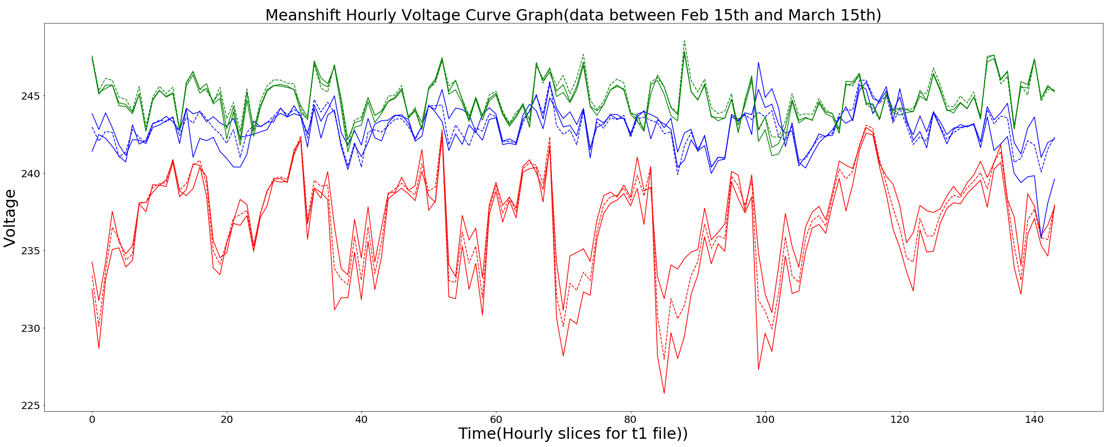 Meanshift Hourly Voltage Curve Graph(data between Feb 15th and March 15th)
Voltage
245
240
235
230
225
0 20 40 60 80 100 120 140
Time(Hourly slices for t1 file))